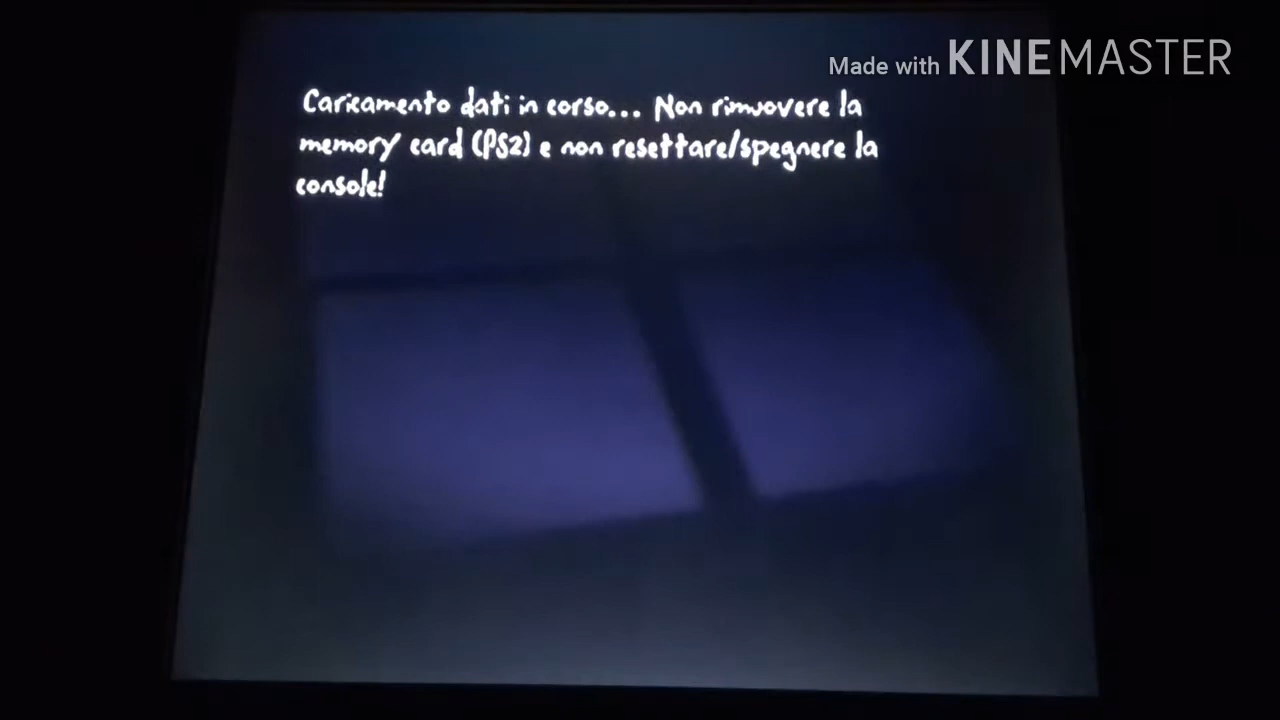 Made with KINEMASTER
Caricamento dati in corso... Non rimuovere la
memory card (PS2) e non resettare/spegnere la
console!